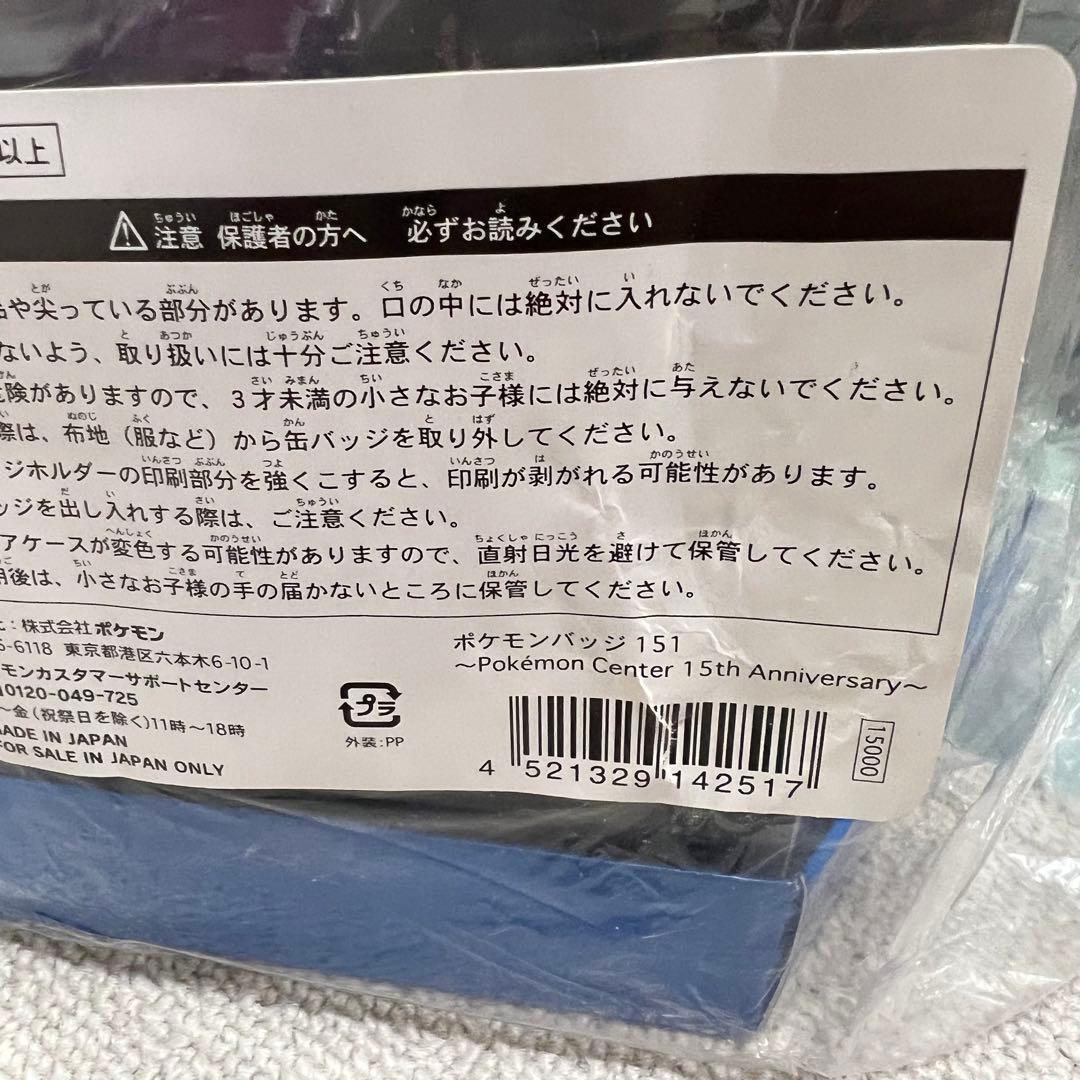 以上
⚠注意 保護者の方へ 必ずお読みください
や尖っている部分があります。口の中には絶対に入れないでください。
ないよう、取り扱いには十分ご注意ください。
険がありますので、3才未満の小さなお子様には絶対に与えないでください。
際は、布地(服など)から缶バッジを取り外してください。
ジホルダーの印刷部分を強くこすると、印刷が剥がれる可能性があります。
ッジを出し入れする際は、ご注意ください。
アケースが変色する可能性がありますので、直射日光を避けて保管してください。
後は、小さなお子様の手の届かないところに保管してください。
:株式会社ポケモン
6-6118 東京都港区六本木6-10-1
モンカスタマーサポートセンター
0120-049-725
~金(祝祭日を除く)11時~18時
MADE IN JAPAN
FOR SALE IN JAPAN ONLY
プラ
外装:PP
ポケモンバッジ151
~Pokémon Center 15th Anniversary~
4 521329 142517
15000